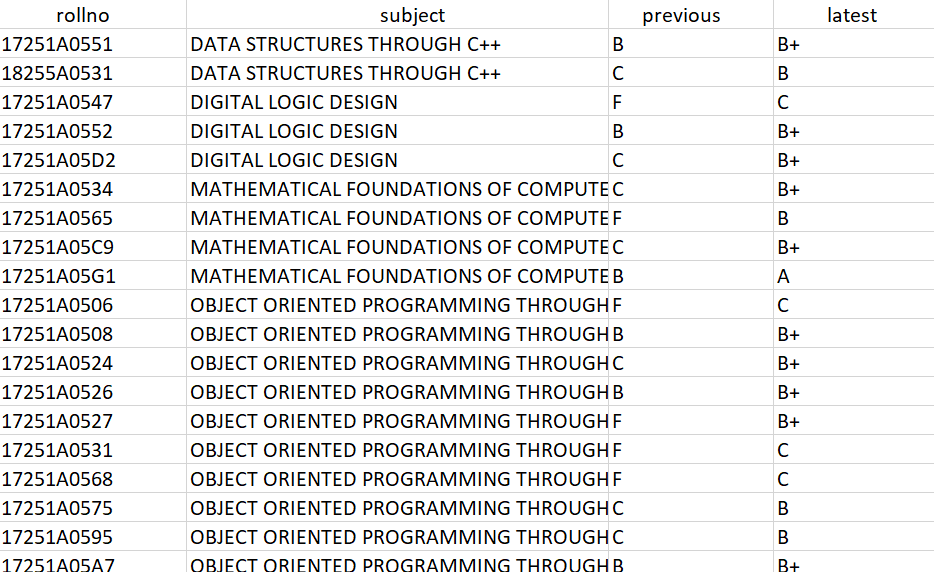 rollno subject previous latest
17251A0551 DATA STRUCTURES THROUGH C++ B B+
18255A0531 DATA STRUCTURES THROUGH C++ C B
17251A0547 DIGITAL LOGIC DESIGN F C
17251A0552 DIGITAL LOGIC DESIGN B B+
17251A05D2 DIGITAL LOGIC DESIGN C B+
17251A0534 MATHEMATICAL FOUNDATIONS OF COMPUTE C B+
17251A0565 MATHEMATICAL FOUNDATIONS OF COMPUTE F B
17251A05C9 MATHEMATICAL FOUNDATIONS OF COMPUTE C B+
17251A05G1 MATHEMATICAL FOUNDATIONS OF COMPUTE B A
17251A0506 OBJECT ORIENTED PROGRAMMING THROUGH F C
17251A0508 OBJECT ORIENTED PROGRAMMING THROUGH B B+
17251A0524 OBJECT ORIENTED PROGRAMMING THROUGH C B+
17251A0526 OBJECT ORIENTED PROGRAMMING THROUGH B B+
17251A0527 OBJECT ORIENTED PROGRAMMING THROUGH F B+
17251A0531 OBJECT ORIENTED PROGRAMMING THROUGH F C
17251A0568 OBJECT ORIENTED PROGRAMMING THROUGH F C
17251A0575 OBJECT ORIENTED PROGRAMMING THROUGH C B
17251A0595 OBJECT ORIENTED PROGRAMMING THROUGH C B
17251A05A7 OBJECT ORIENTED PROGRAMMING THROUGH B B+